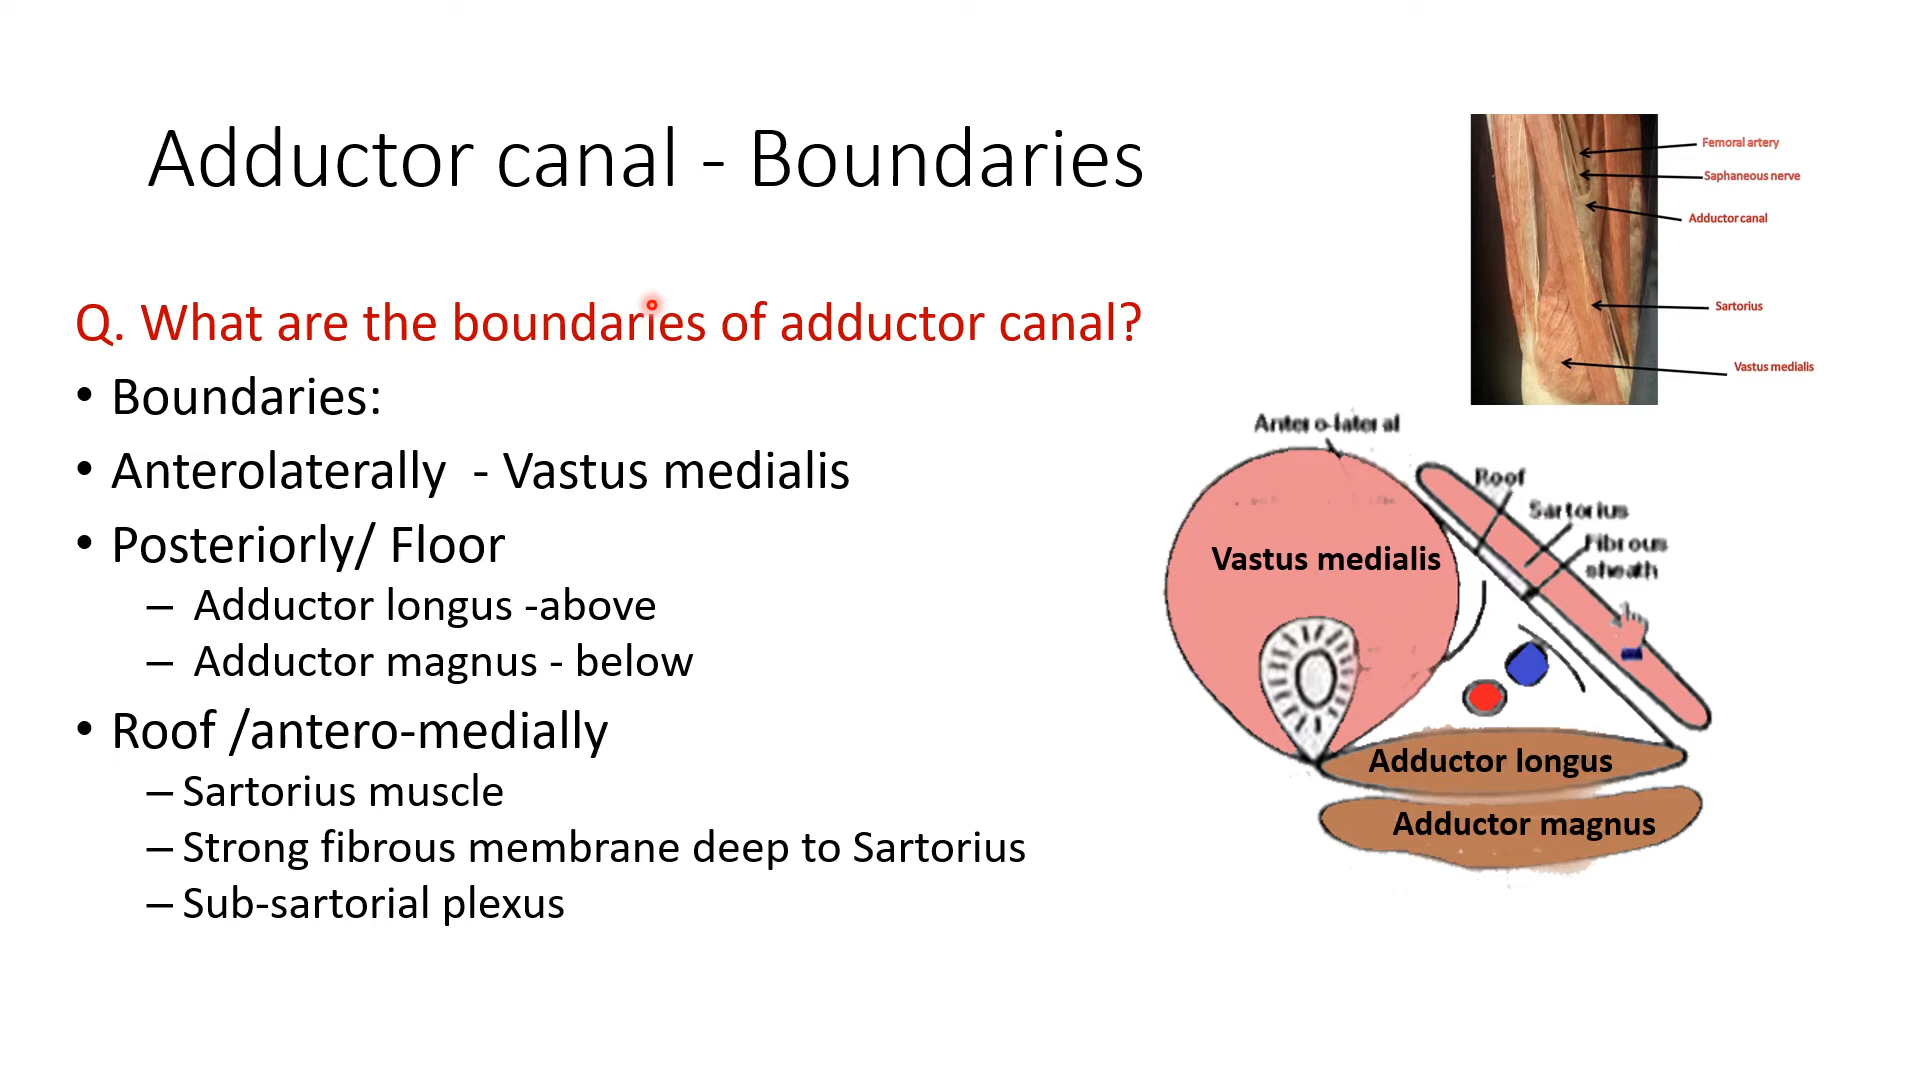 Adductor canal - Boundaries
Q. What are the boundaries of adductor canal?
• Boundaries:
• Anterolaterally - Vastus medialis
• Posteriorly/ Floor
– Adductor longus -above
– Adductor magnus - below
• Roof /antero-medially
– Sartorius muscle
– Strong fibrous membrane deep to Sartorius
– Sub-sartorial plexus
Femoral artery
Saphaneous nerve
Adductor canal
Sartorius
Vastus medialis
Antero-lateral
Roof
Sartorius
Fibrous
sheath
Vastus medialis
Adductor longus
Adductor magnus